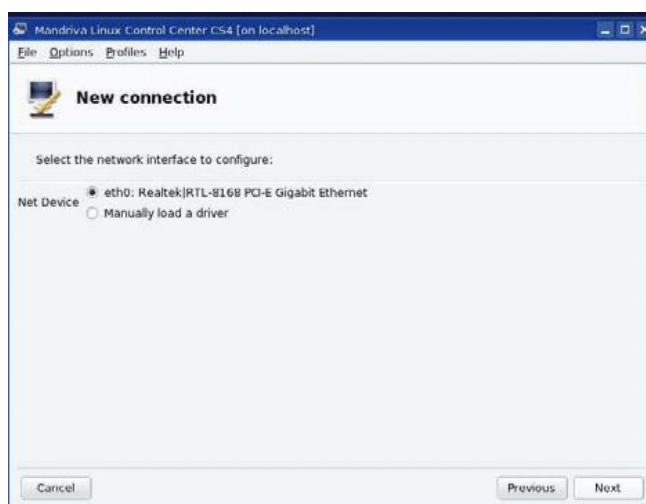 Mandriva Linux Control Center CS4 [on localhost]
File Options Profiles Help
New connection
Select the network interface to configure:
Net Device
eth0: Realtek|RTL-8168 PCI-E Gigabit Ethernet
Manually load a driver
Cancel Previous Next